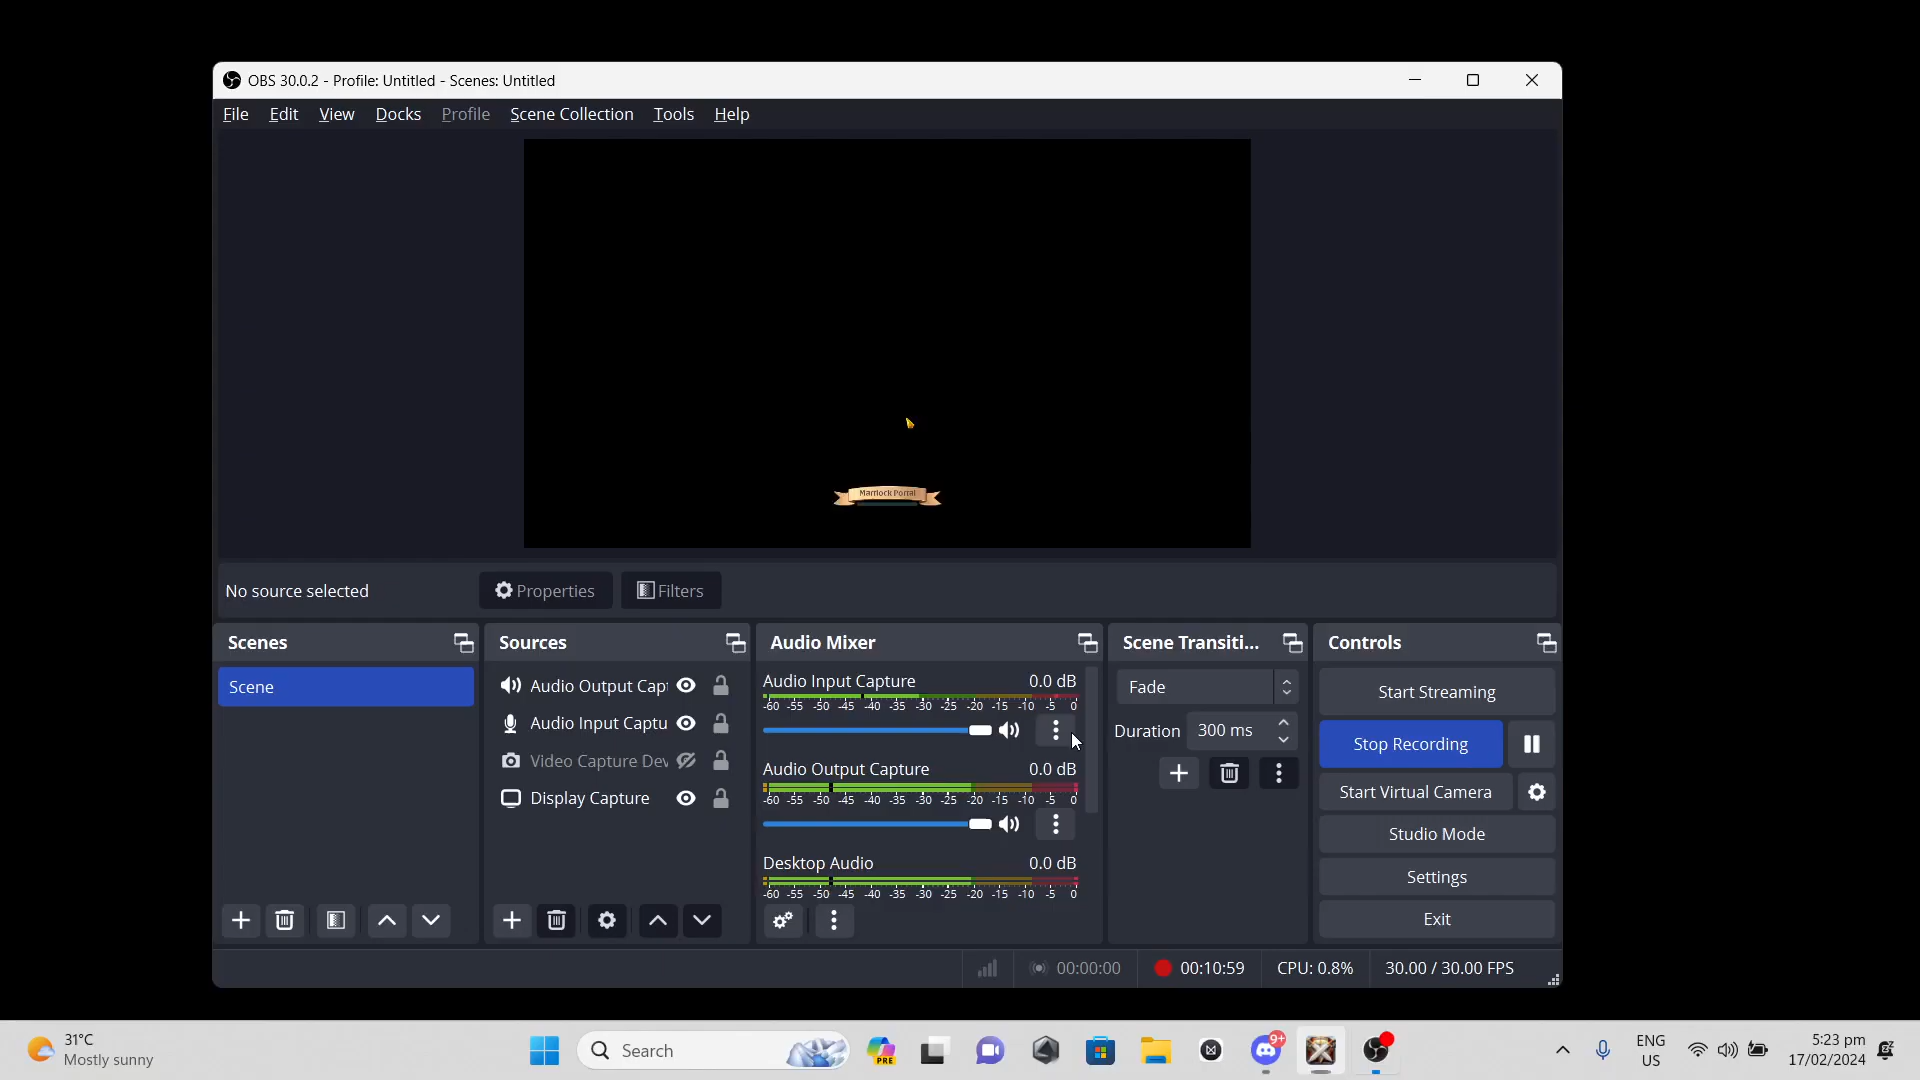 OBS 30.0.2 - Profile: Untitled - Scenes: Untitled
File Edit View Docks Profile Scene Collection Tools Help
Martlock Portal
No source selected Properties Filters
Scenes Sources Audio Mixer Scene Transiti... Controls
Scene
Audio Output Capt
Audio Input Captu
Video Capture Dev
Display Capture
Audio Input Capture 0.0 dB
-60 -55 -50 -45 -40 -35 -30 -25 -20 -15 -10 -5 0
Audio Output Capture 0.0 dB
-60 -55 -50 -45 -40 -35 -30 -25 -20 -15 -10 -5 0
Desktop Audio 0.0 dB
-60 -55 -50 -45 -40 -35 -30 -25 -20 -15 -10 -5 0
Fade
Duration 300 ms
Start Streaming
Stop Recording
Start Virtual Camera
Studio Mode
Settings
Exit
00:00:00 00:10:59 CPU: 0.8% 30.00 / 30.00 FPS
31°C
Mostly sunny
Search
PRE
9+
ENG
US
5:23 pm
17/02/2024